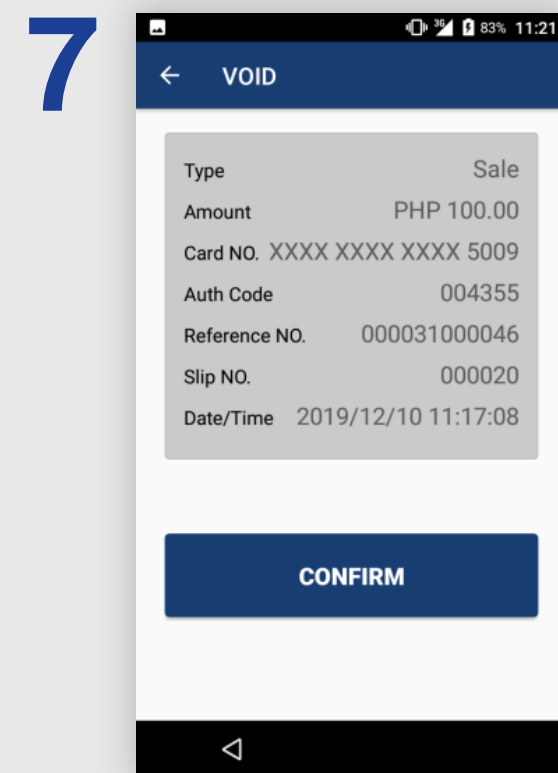 7
3G 83% 11:21
VOID
Type Sale
Amount PHP 100.00
Card NO. XXXX XXXX XXXX 5009
Auth Code 004355
Reference NO. 000031000046
Slip NO. 000020
Date/Time 2019/12/10 11:17:08
CONFIRM